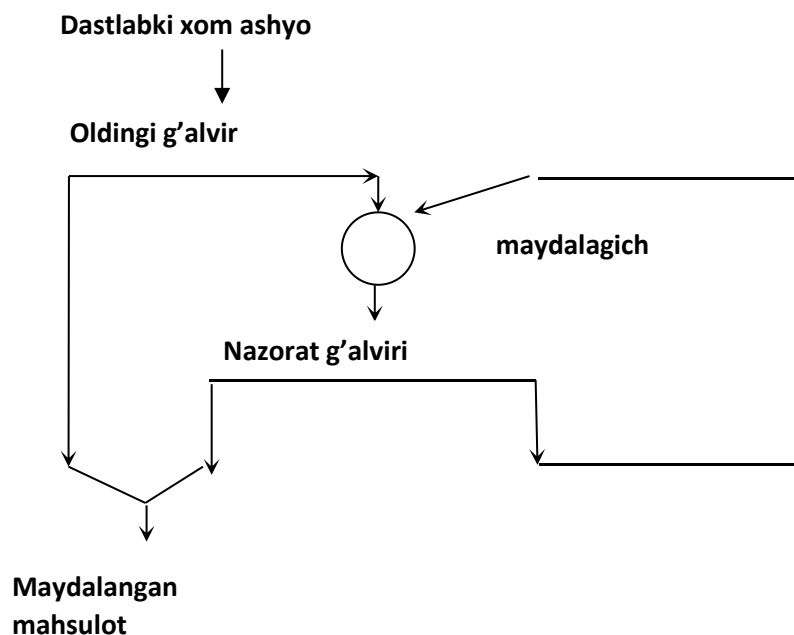 Dastlabki xom ashyo
Oldingi g’alvir
maydalagich
Nazorat g’alviri
Maydalangan
mahsulot